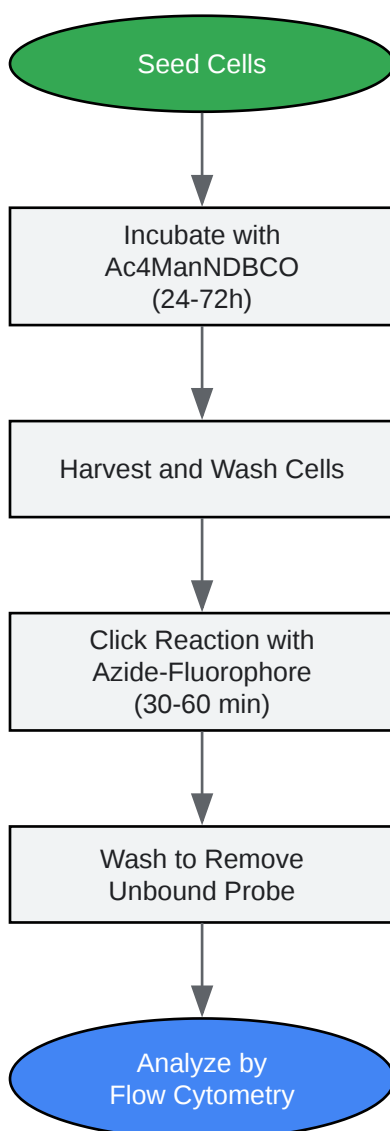 Seed Cells
Incubate with
Ac4ManNDBCO
(24-72h)
Harvest and Wash Cells
Click Reaction with
Azide-Fluorophore
(30-60 min)
Wash to Remove
Unbound Probe
Analyze by
Flow Cytometry